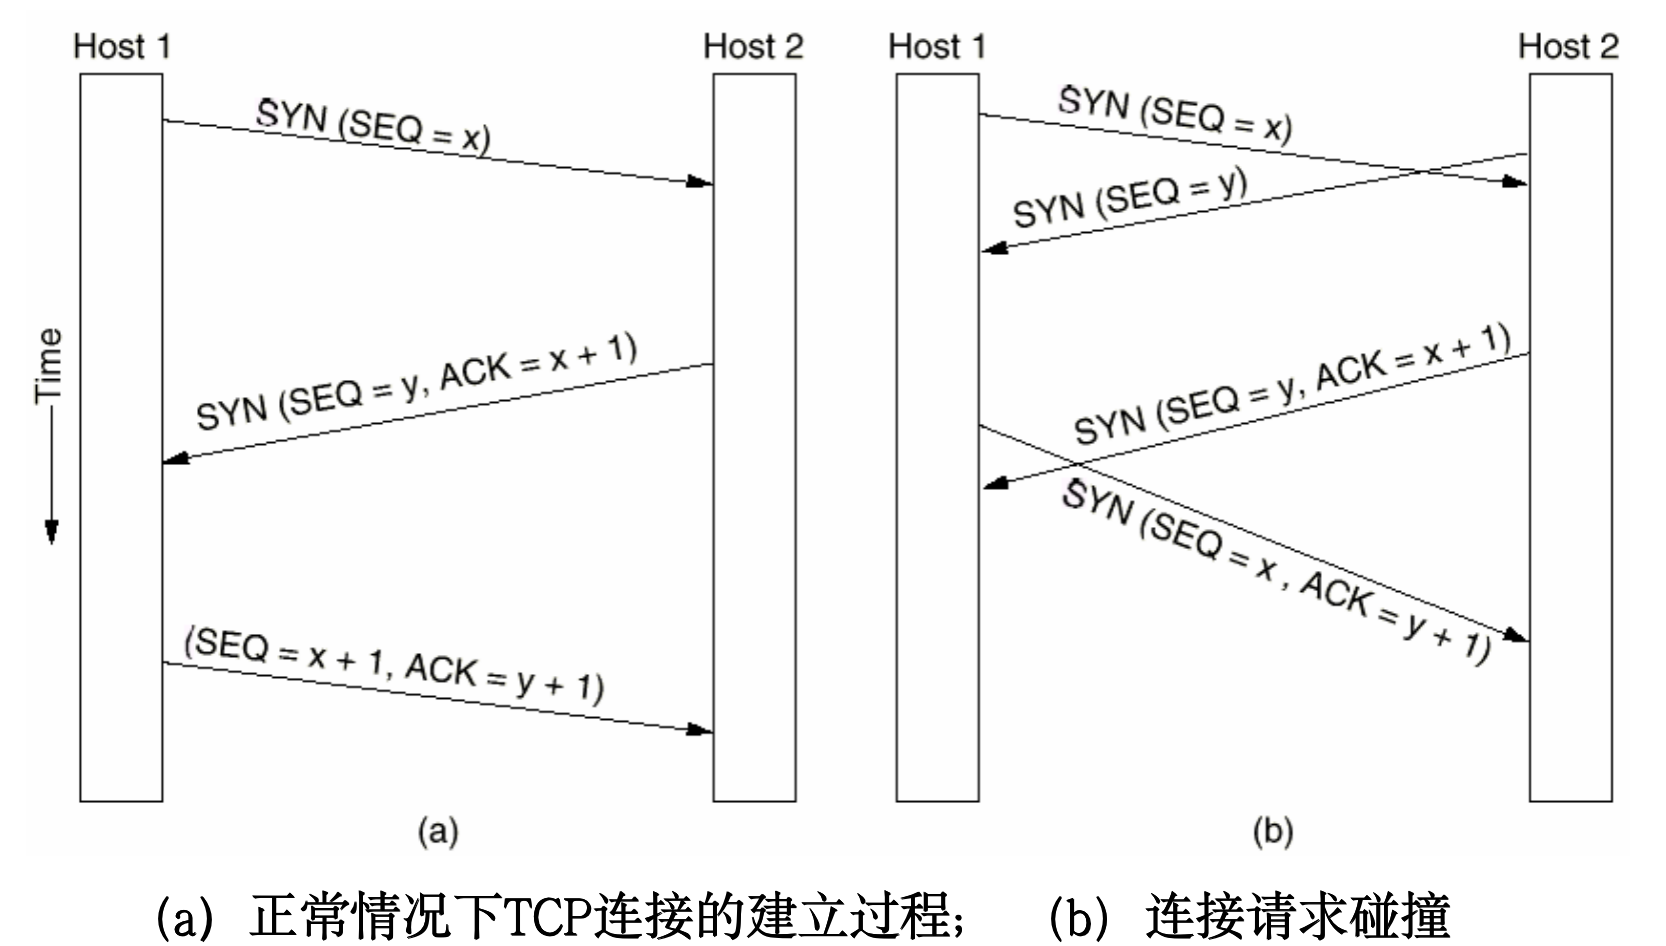 Host 1
Host 2
SYN (SEQ = x)
SYN (SEQ = y, ACK = x + 1)
(SEQ = x + 1, ACK = y + 1)
Time
(a)
Host 1
Host 2
SYN (SEQ = x)
SYN (SEQ = y)
SYN (SEQ = y, ACK = x + 1)
SYN (SEQ = x , ACK = y + 1)
(b)
(a) 正常情况下TCP连接的建立过程; (b) 连接请求碰撞